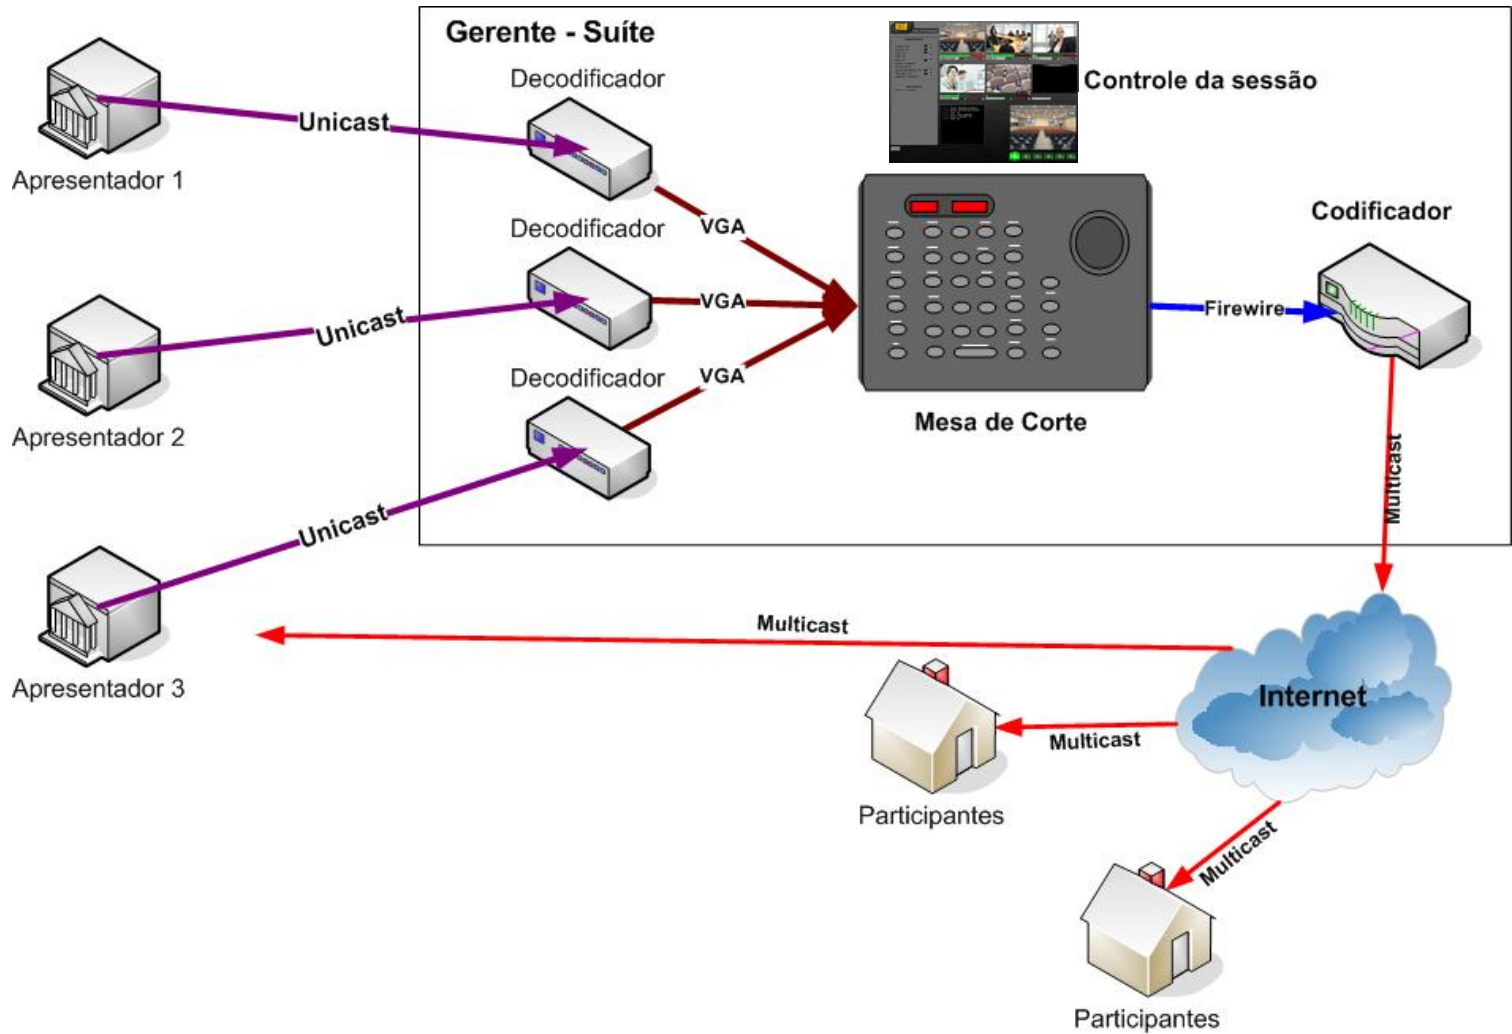 Gerente - Suíte
Decodificador
Controle da sessão
Unicast
Apresentador 1
VGA
Codificador
Decodificador
VGA
Firewire
Unicast
Decodificador
VGA
Mesa de Corte
Apresentador 2
Multicast
Unicast
Multicast
Apresentador 3
Internet
Multicast
Participantes
Multicast
Participantes